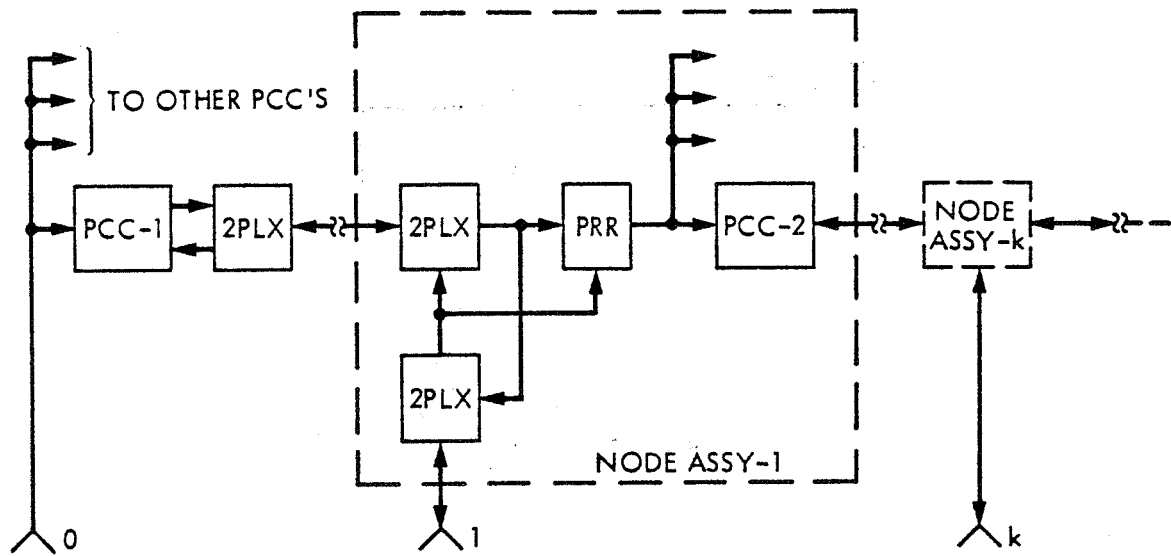 TO OTHER PCC'S
PCC-1
2PLX
2PLX
PRR
PCC-2
NODE
ASSY-k
2PLX
NODE ASSY-1
0
1
k